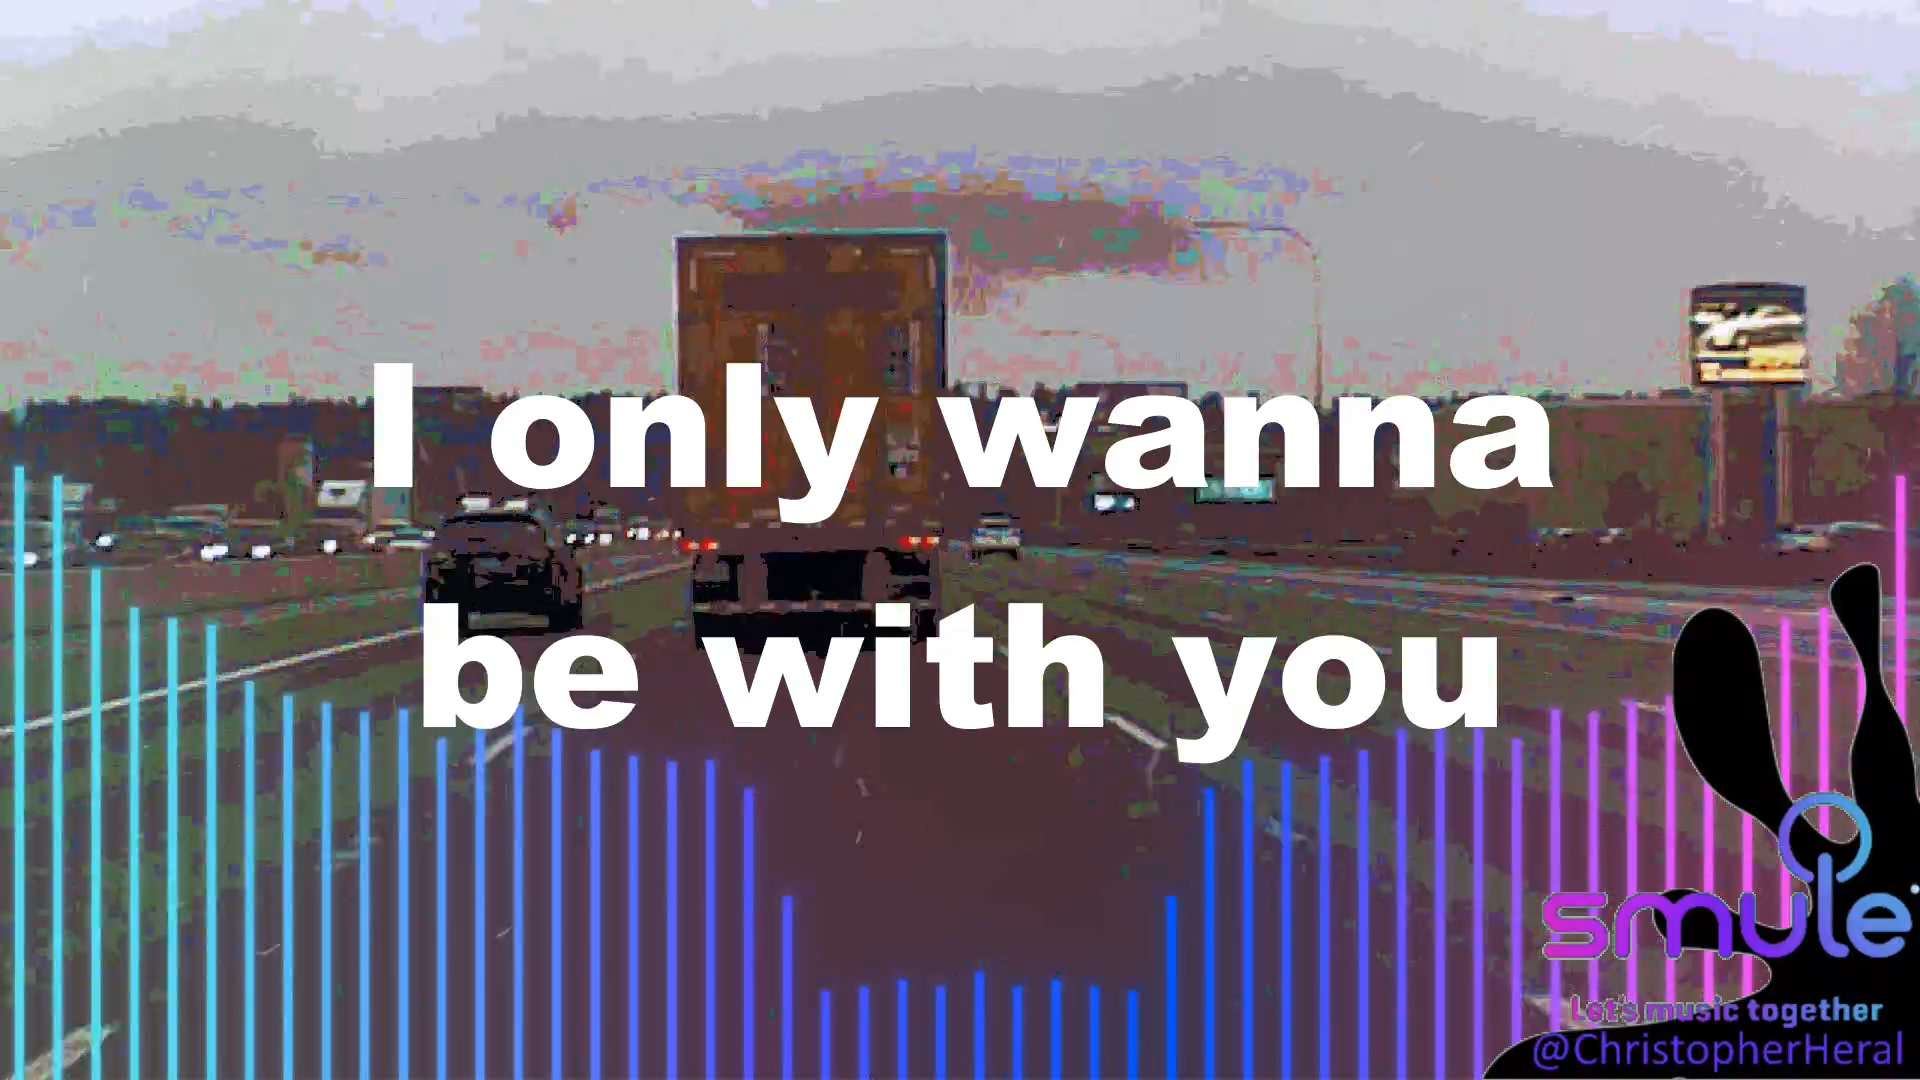 I only wanna
be with you
smule
Let's music together
@ChristopherHeral